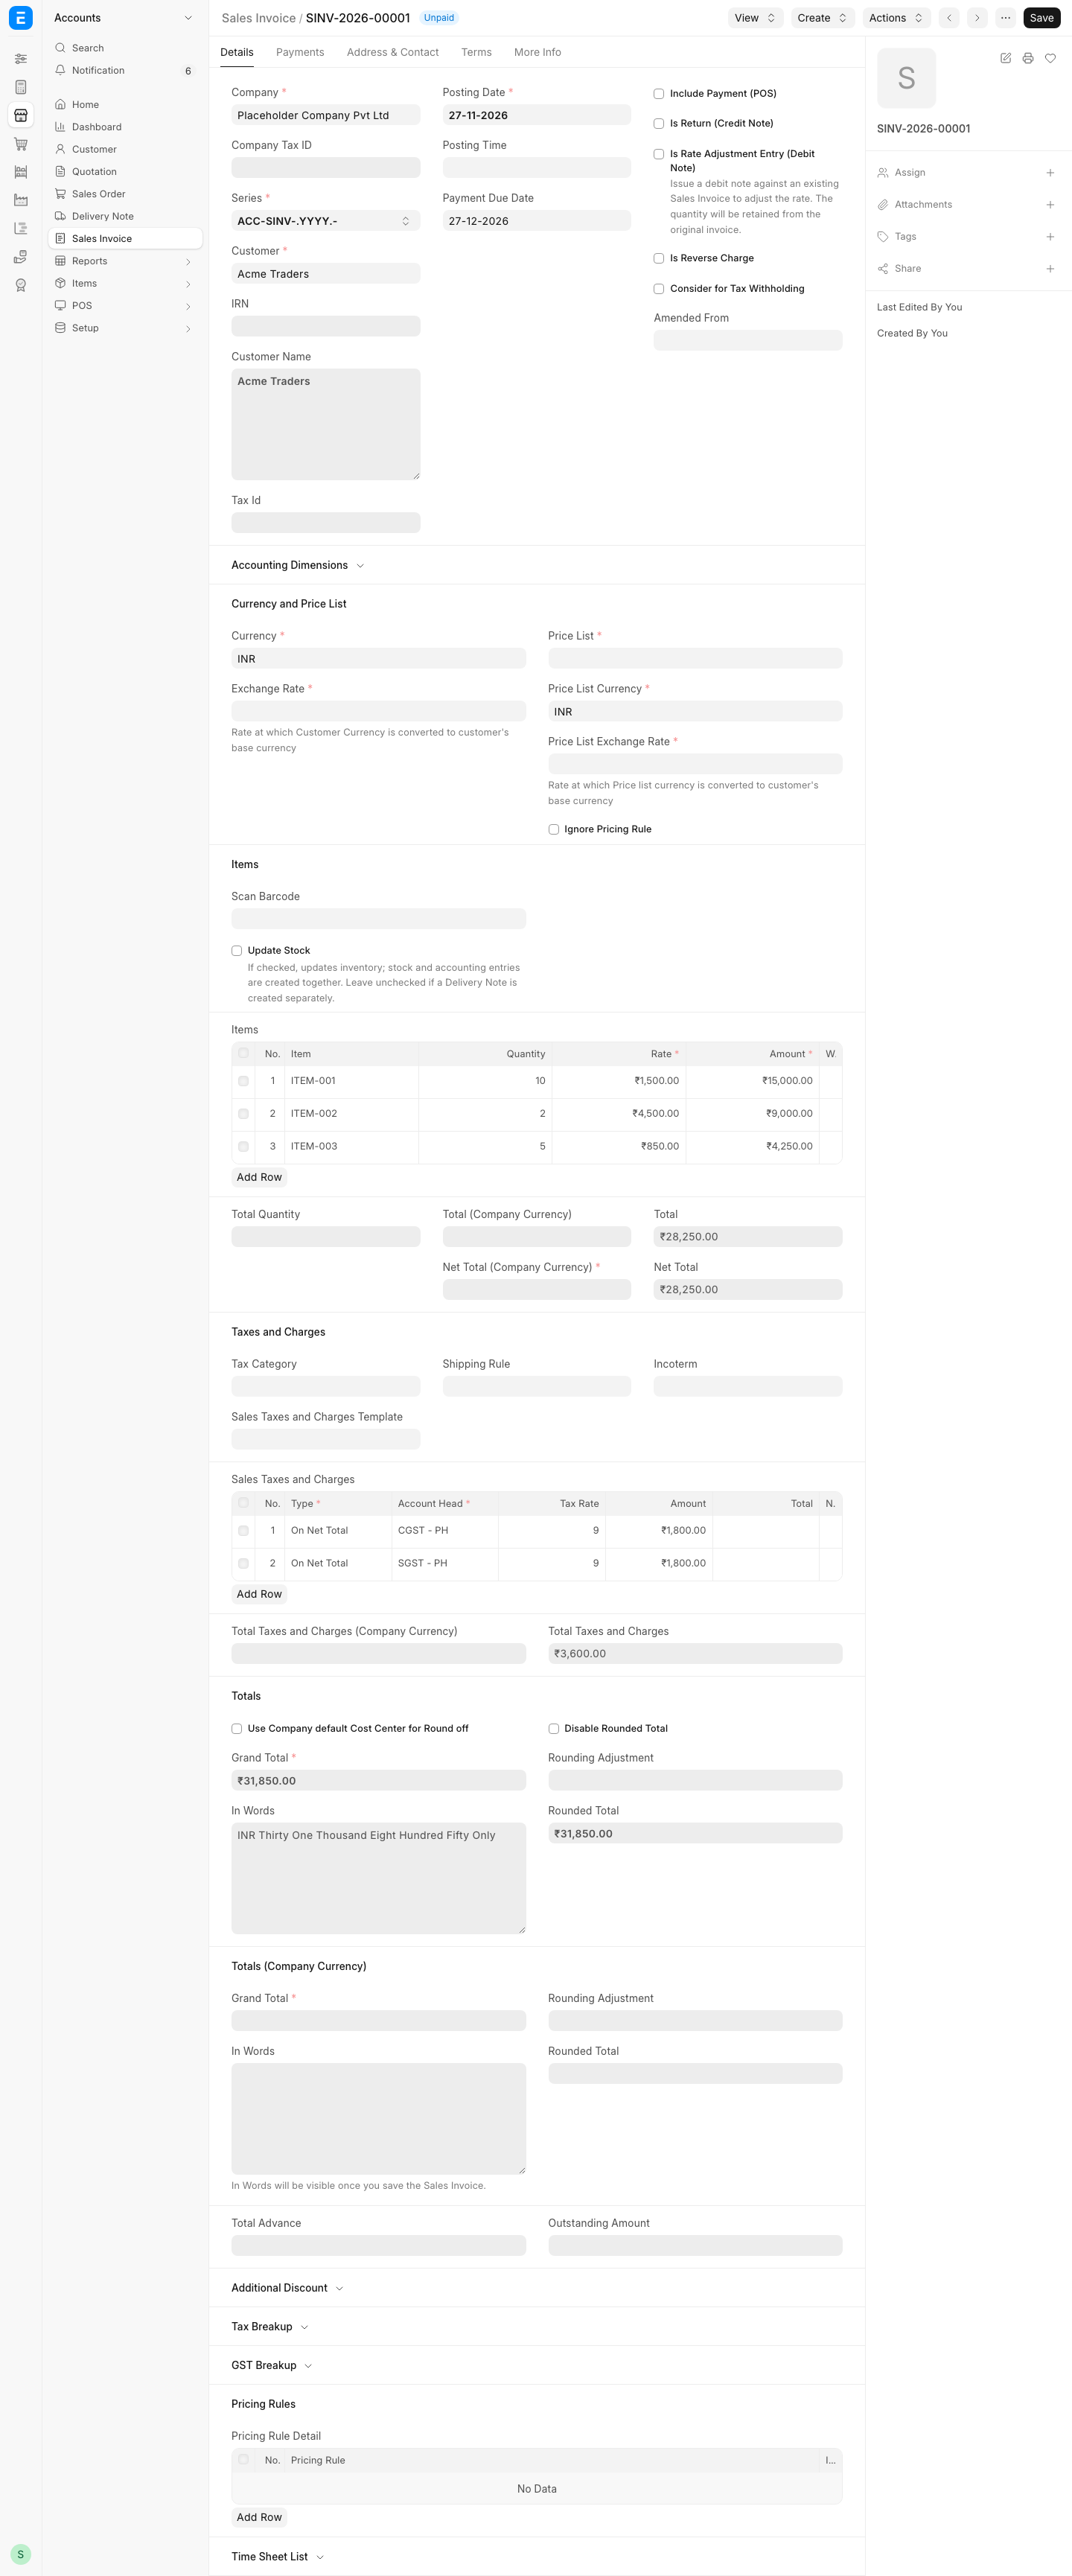 E
Accounts
Search
Notification 6
Home
Dashboard
Customer
Quotation
Sales Order
Delivery Note
Sales Invoice
Reports
Items
POS
Setup
S
Sales Invoice / SINV-2026-00001 Unpaid
View Create Actions ... Save
Details Payments Address & Contact Terms More Info
Company *
Placeholder Company Pvt Ltd
Company Tax ID
Series *
ACC-SINV-.YYYY.-
Customer *
Acme Traders
IRN
Customer Name
Acme Traders
Tax Id
Posting Date *
27-11-2026
Posting Time
Payment Due Date
27-12-2026
Include Payment (POS)
Is Return (Credit Note)
Is Rate Adjustment Entry (Debit
Note)
Issue a debit note against an existing
Sales Invoice to adjust the rate. The
quantity will be retained from the
original invoice.
Is Reverse Charge
Consider for Tax Withholding
Amended From
Accounting Dimensions
Currency and Price List
Currency *
INR
Exchange Rate *
Rate at which Customer Currency is converted to customer's
base currency
Price List *
Price List Currency *
INR
Price List Exchange Rate *
Rate at which Price list currency is converted to customer's
base currency
Ignore Pricing Rule
Items
Scan Barcode
Update Stock
If checked, updates inventory; stock and accounting entries
are created together. Leave unchecked if a Delivery Note is
created separately.
Items
No. Item Quantity Rate * Amount * W.
1 ITEM-001 10 ₹1,500.00 ₹15,000.00
2 ITEM-002 2 ₹4,500.00 ₹9,000.00
3 ITEM-003 5 ₹850.00 ₹4,250.00
Add Row
Total Quantity
Total (Company Currency)
Net Total (Company Currency) *
Total
₹28,250.00
Net Total
₹28,250.00
Taxes and Charges
Tax Category Shipping Rule Incoterm
Sales Taxes and Charges Template
Sales Taxes and Charges
No. Type * Account Head * Tax Rate Amount Total N.
1 On Net Total CGST - PH 9 ₹1,800.00
2 On Net Total SGST - PH 9 ₹1,800.00
Add Row
Total Taxes and Charges (Company Currency)
Total Taxes and Charges
₹3,600.00
Totals
Use Company default Cost Center for Round off
Grand Total *
₹31,850.00
In Words
INR Thirty One Thousand Eight Hundred Fifty Only
Disable Rounded Total
Rounding Adjustment
Rounded Total
₹31,850.00
Totals (Company Currency)
Grand Total *
In Words
In Words will be visible once you save the Sales Invoice.
Rounding Adjustment
Rounded Total
Total Advance Outstanding Amount
Additional Discount
Tax Breakup
GST Breakup
Pricing Rules
Pricing Rule Detail
No. Pricing Rule I...
No Data
Add Row
Time Sheet List
S
SINV-2026-00001
Assign
Attachments
Tags
Share
Last Edited By You
Created By You